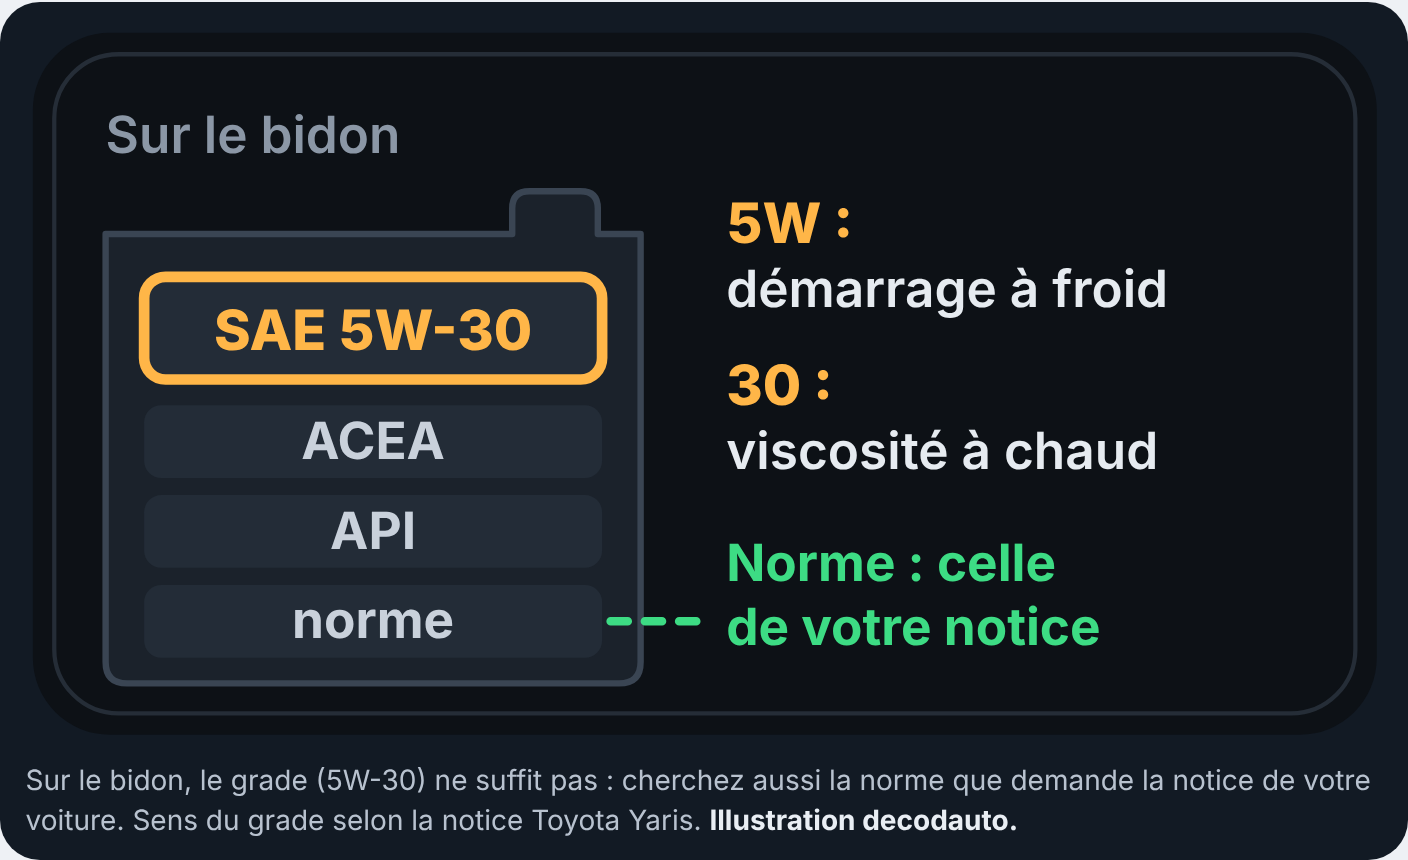 Sur le bidon
SAE 5W-30
ACEA
API
norme
5W :
démarrage à froid
30 :
viscosité à chaud
Norme : celle
de votre notice
Sur le bidon, le grade (5W-30) ne suffit pas : cherchez aussi la norme que demande la notice de votre
voiture. Sens du grade selon la notice Toyota Yaris. Illustration decodauto.